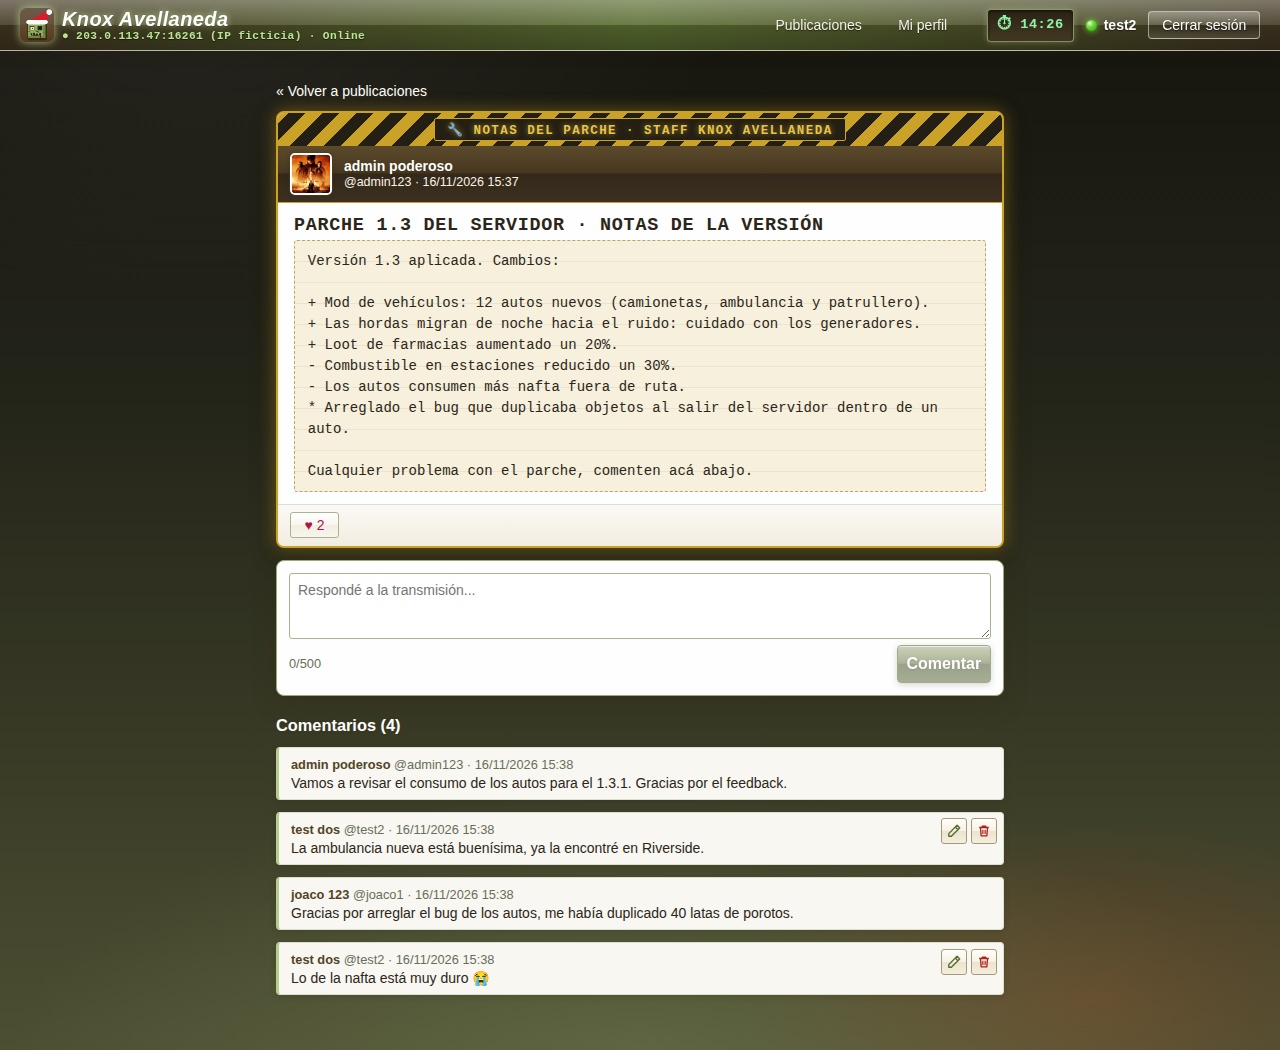 Knox Avellaneda
● 203.0.113.47:16261 (IP ficticia) · Online
Publicaciones
Mi perfil
⏱ 14:26
test2
Cerrar sesión
« Volver a publicaciones
🔧 NOTAS DEL PARCHE · STAFF KNOX AVELLANEDA
admin poderoso
@admin123 · 16/11/2026 15:37
PARCHE 1.3 DEL SERVIDOR · NOTAS DE LA VERSIÓN
Versión 1.3 aplicada. Cambios:
+ Mod de vehículos: 12 autos nuevos (camionetas, ambulancia y patrullero).
+ Las hordas migran de noche hacia el ruido: cuidado con los generadores.
+ Loot de farmacias aumentado un 20%.
- Combustible en estaciones reducido un 30%.
- Los autos consumen más nafta fuera de ruta.
* Arreglado el bug que duplicaba objetos al salir del servidor dentro de un
auto.
Cualquier problema con el parche, comenten acá abajo.
♥ 2
Respondé a la transmisión...
0/500
Comentar
Comentarios (4)
admin poderoso @admin123 · 16/11/2026 15:38
Vamos a revisar el consumo de los autos para el 1.3.1. Gracias por el feedback.
test dos @test2 · 16/11/2026 15:38
La ambulancia nueva está buenísima, ya la encontré en Riverside.
joaco 123 @joaco1 · 16/11/2026 15:38
Gracias por arreglar el bug de los autos, me había duplicado 40 latas de porotos.
test dos @test2 · 16/11/2026 15:38
Lo de la nafta está muy duro 😭